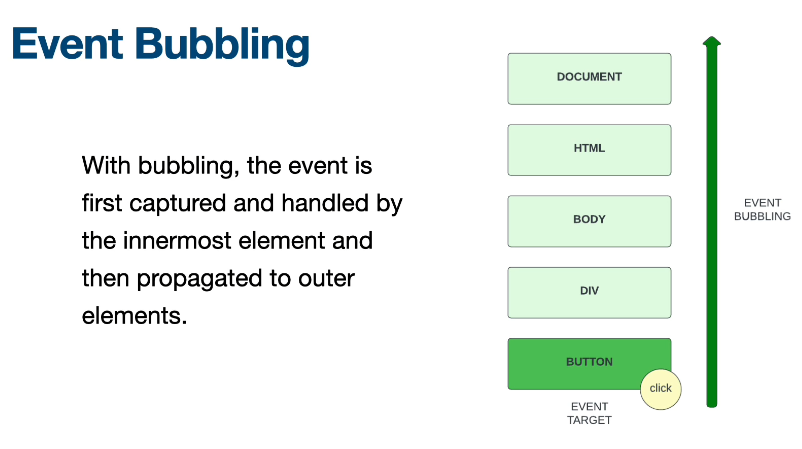 Event Bubbling
With bubbling, the event is
first captured and handled by
the innermost element and
then propagated to outer
elements.
DOCUMENT
HTML
BODY
DIV
BUTTON
click
EVENT
TARGET
EVENT
BUBBLING